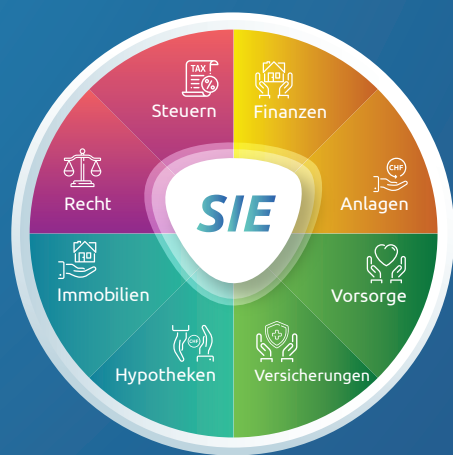 TAX
Steuern
Finanzen
CHF
Recht
SIE
Anlagen
Immobilien
Vorsorge
CHF
Hypotheken
Versicherungen